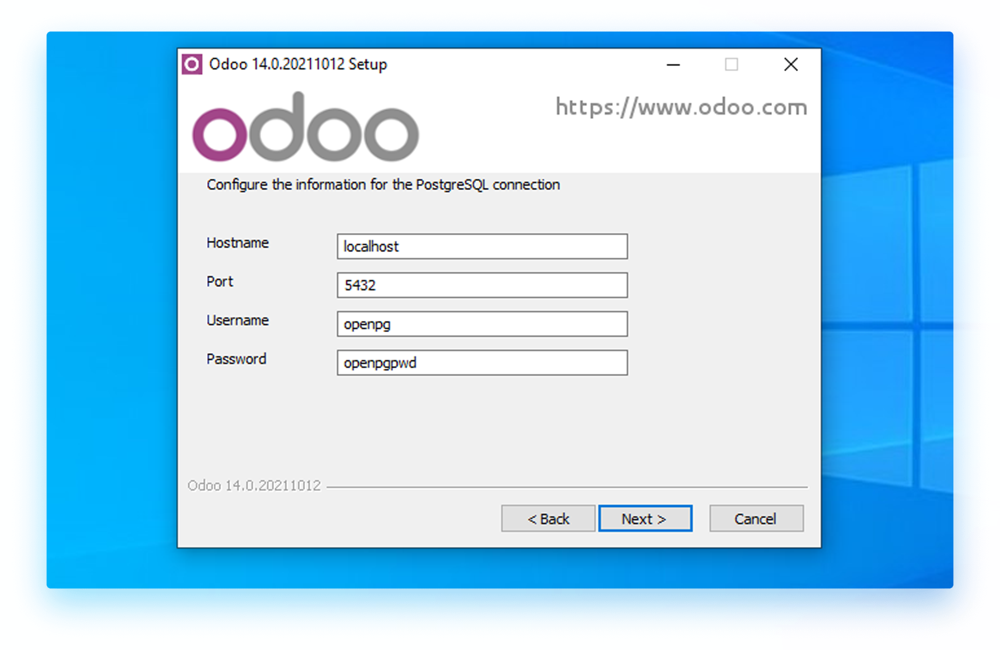 Odoo 14.0.20211012 Setup
odoo
https://www.odoo.com
Configure the information for the PostgreSQL connection
Hostname localhost
Port 5432
Username openpg
Password openpgpwd
Odoo 14.0.20211012
< Back Next > Cancel